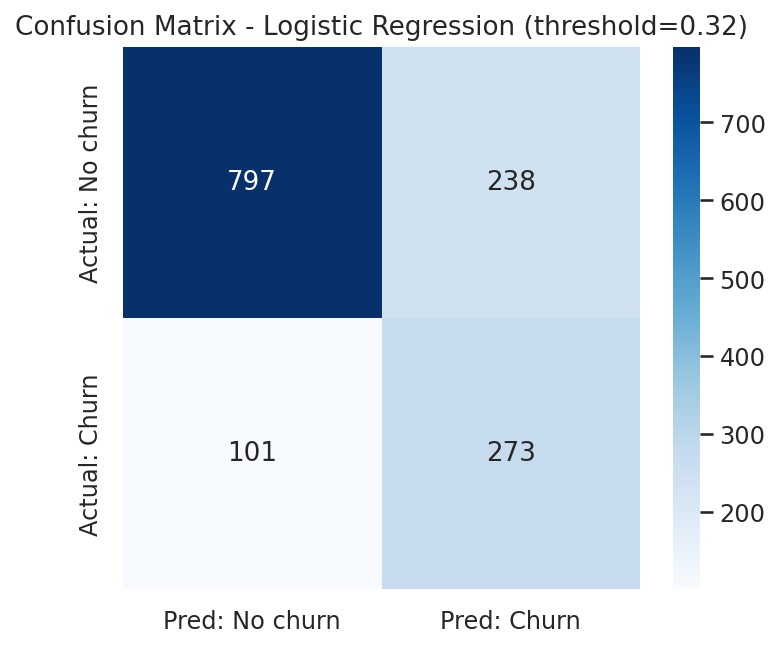 Confusion Matrix - Logistic Regression (threshold=0.32)
Actual: No churn
797
238
Actual: Churn
101
273
Pred: No churn
Pred: Churn
700
600
500
400
300
200